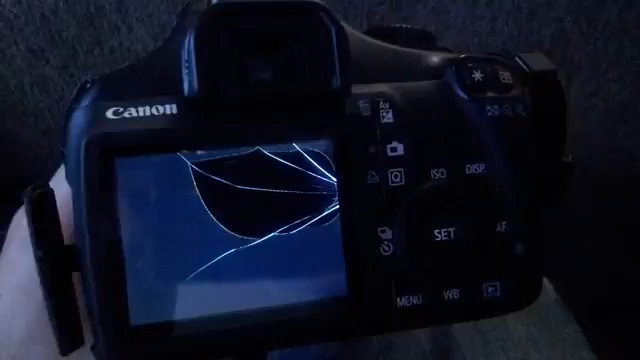 Canon
Av
Q
ISO
DISP.
SET
AF
MENU
WB